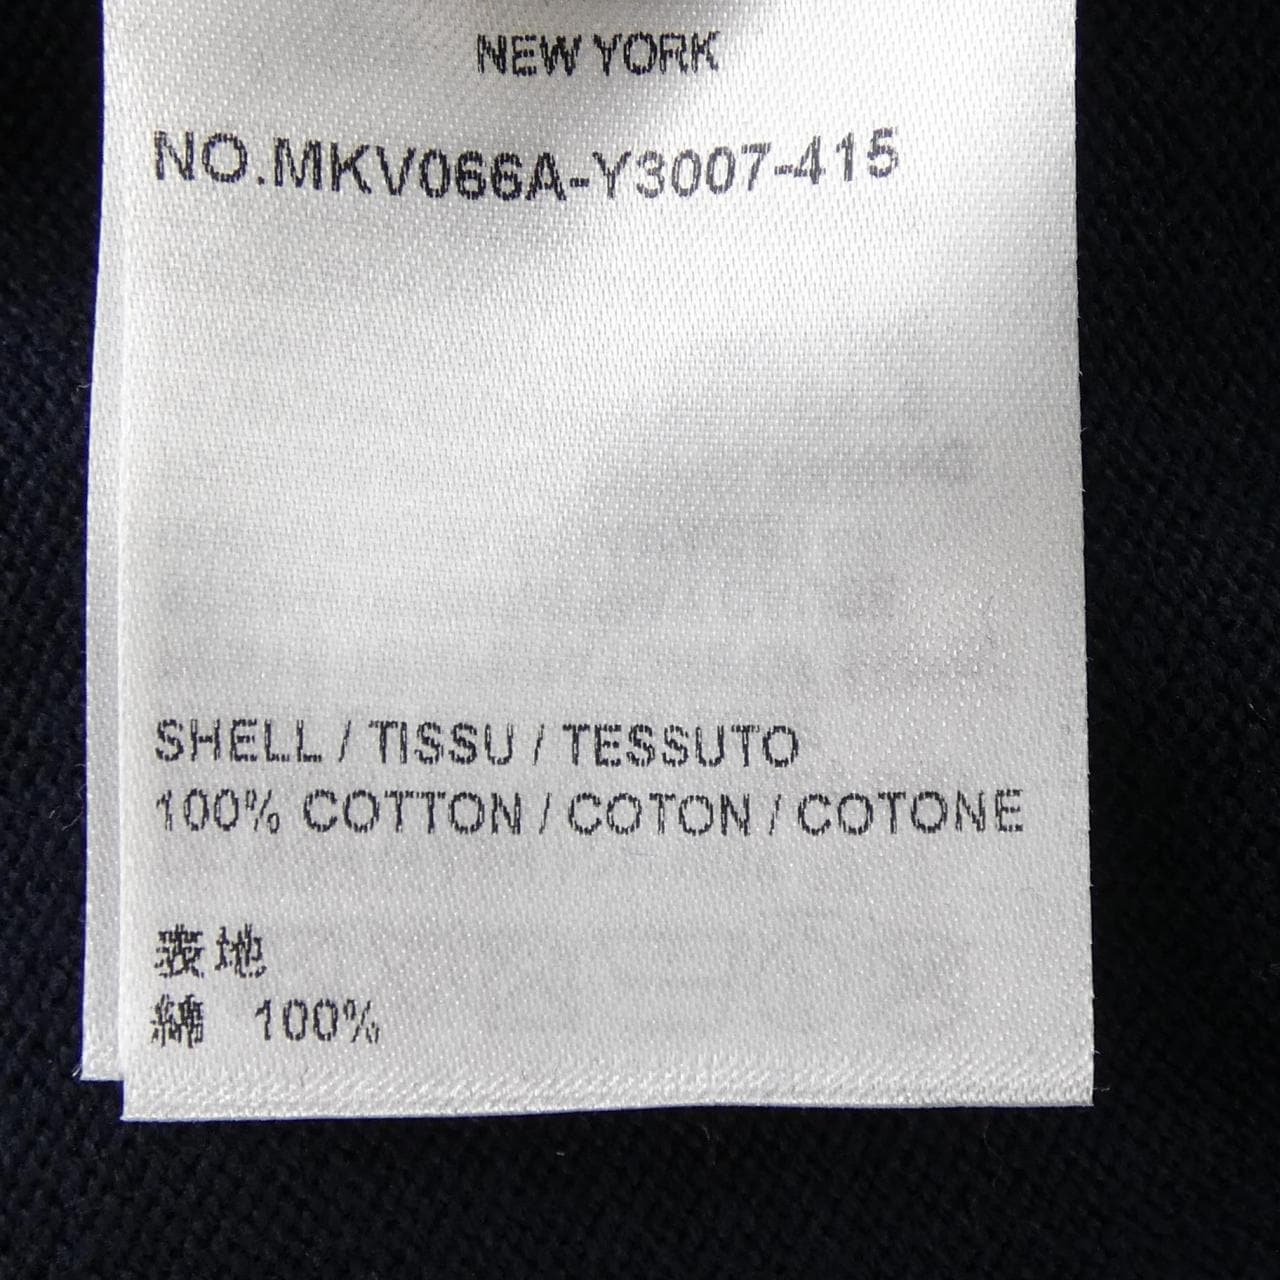 NEW YORK
NO.MKV066A-Y3007-415
SHELL / TISSU / TESSUTO
100% COTTON / COTON / COTONE
表地
綿 100%